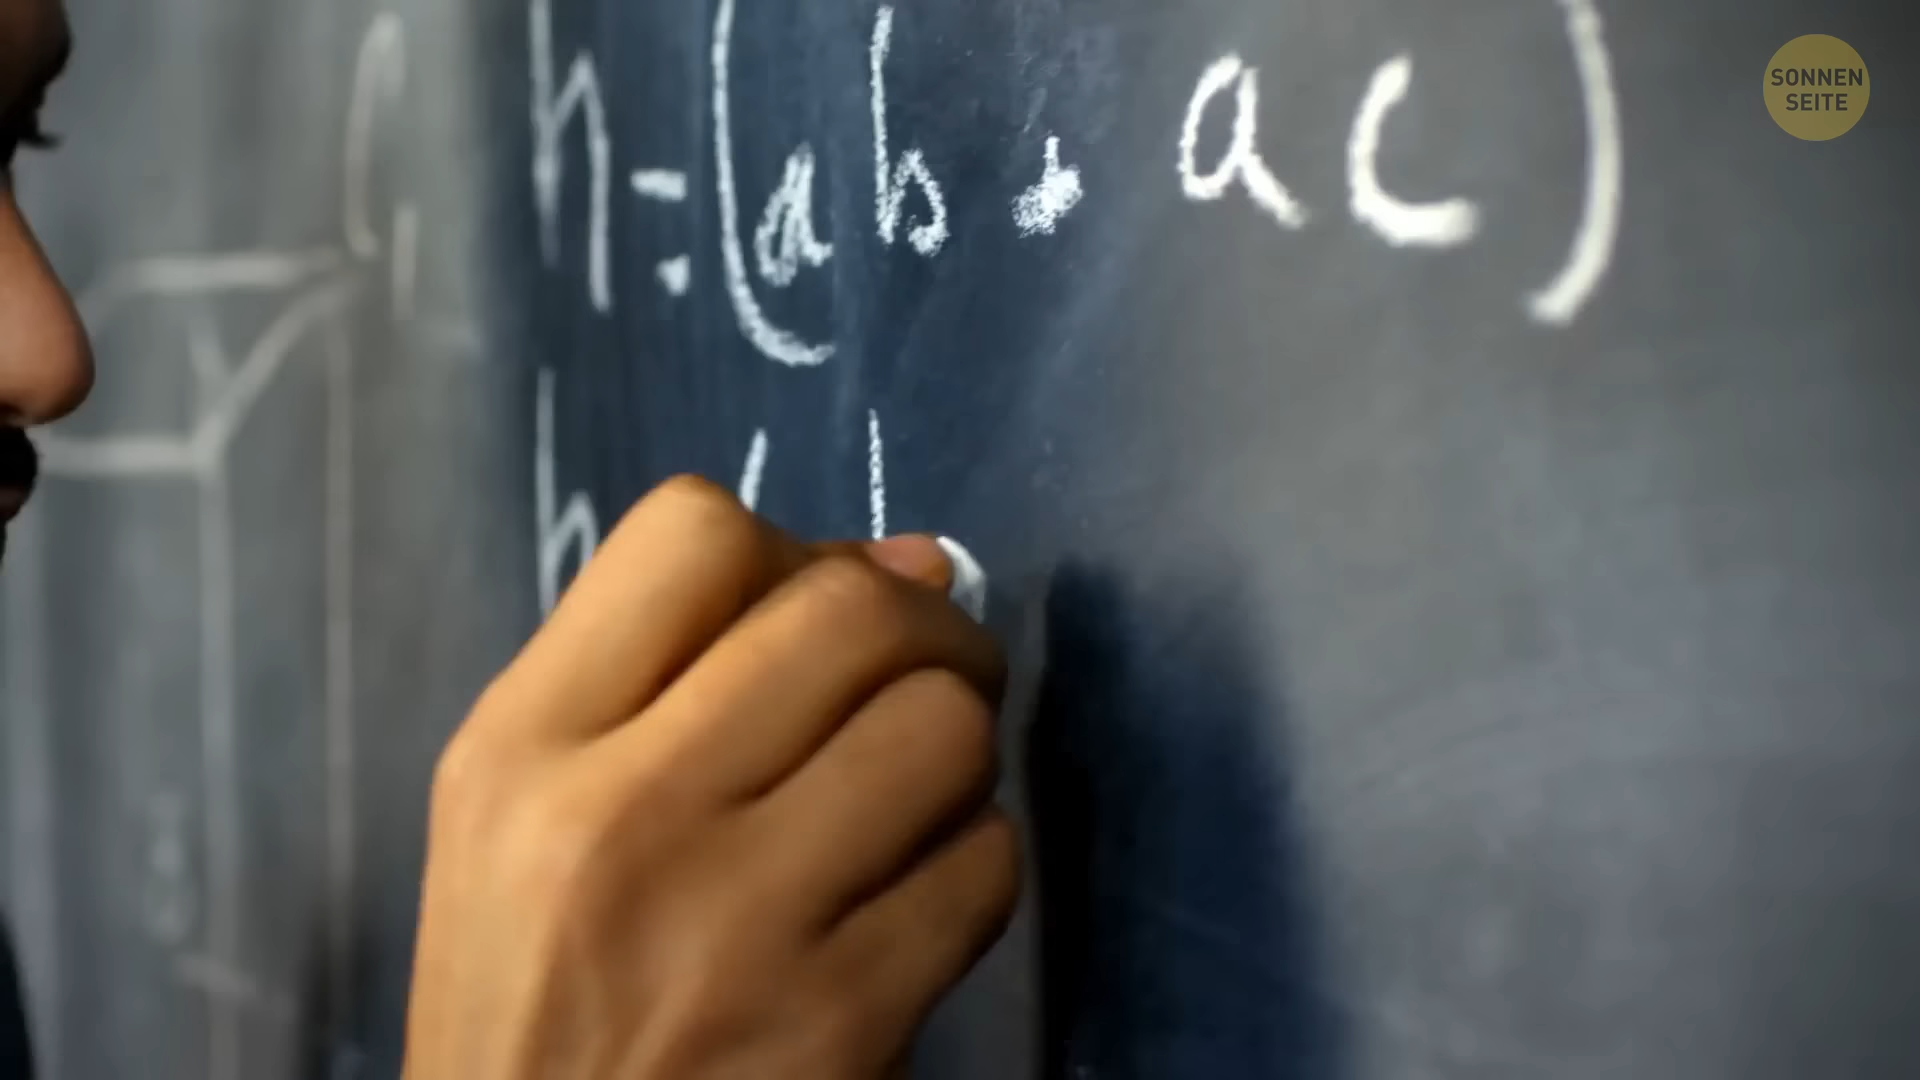 h = (ab · ac)
h
SONNEN
SEITE